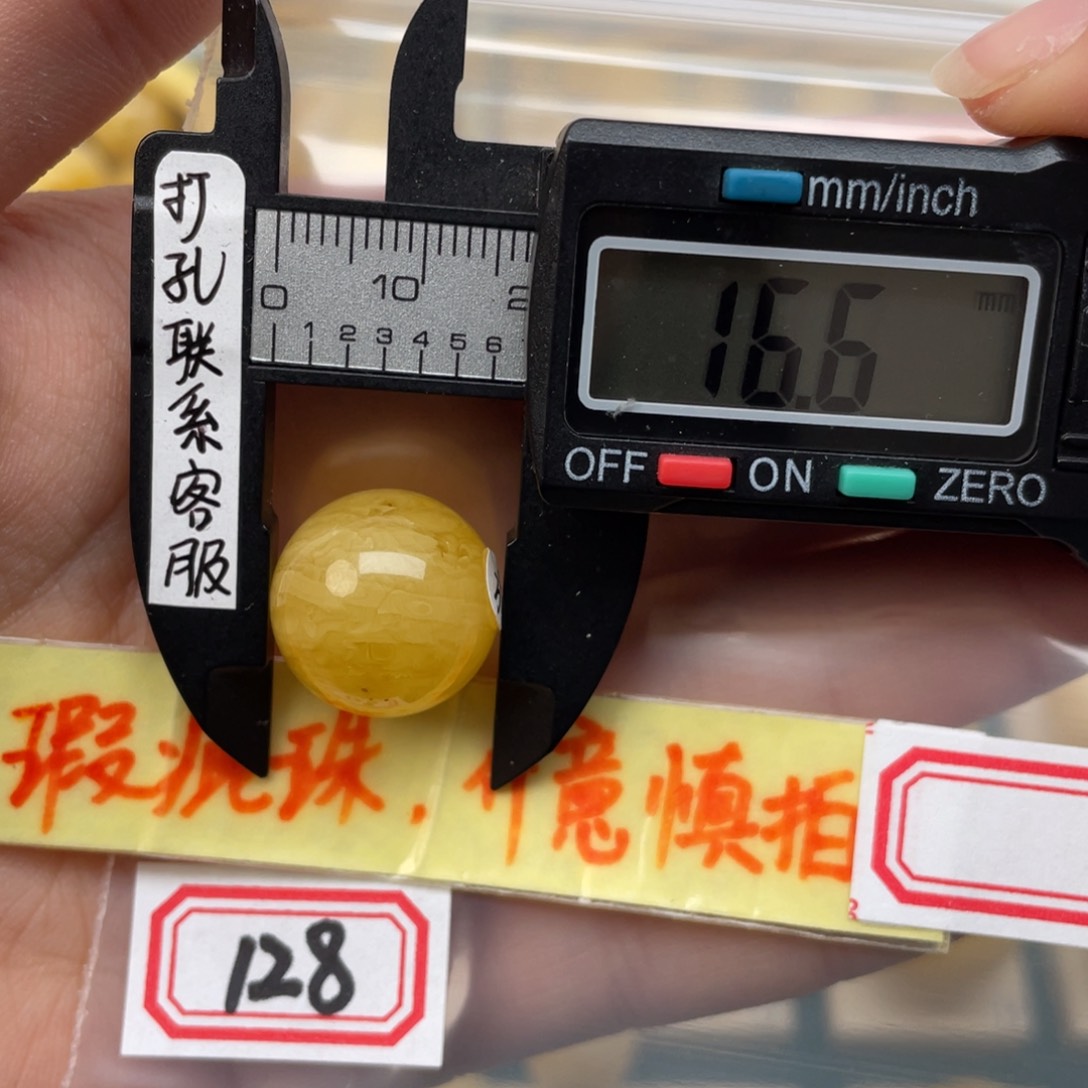 打孔联系客服
mm/inch
0 10 2
1 2 3 4 5 6
16.6 mm
OFF ON ZERO
瑕疵珠，介意慎拍
128